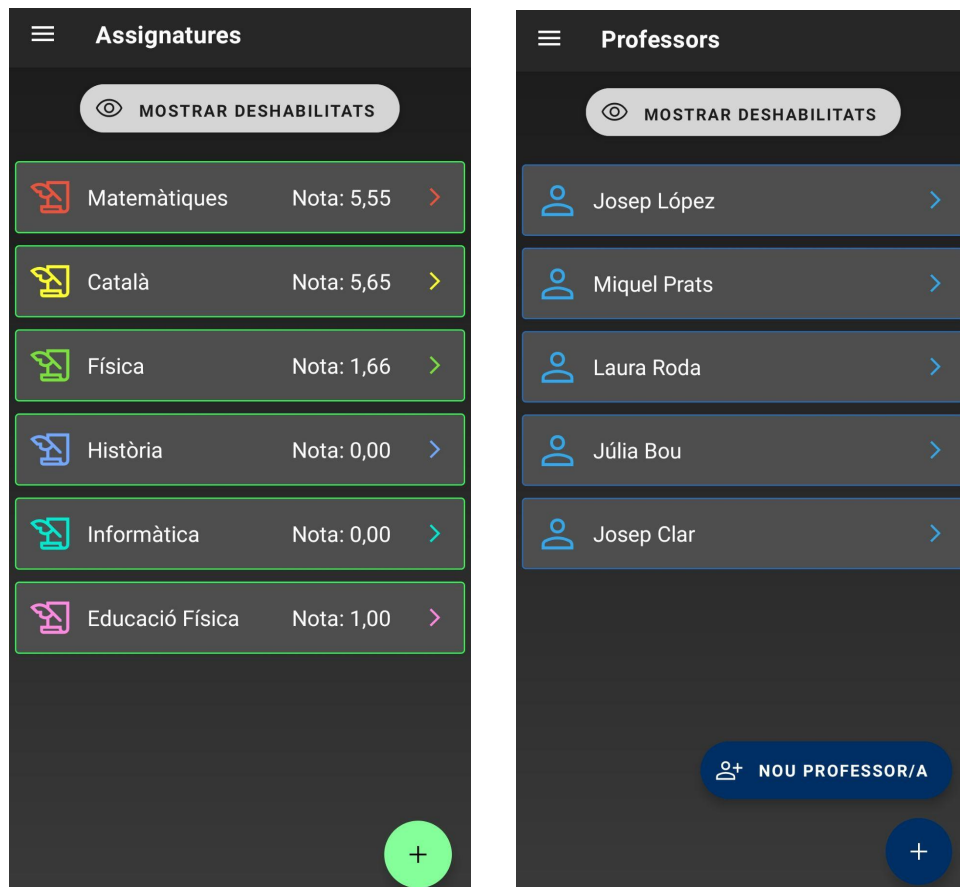 Assignatures
MOSTRAR DESHABILITATS
Matemàtiques Nota: 5,55
Català Nota: 5,65
Física Nota: 1,66
Història Nota: 0,00
Informàtica Nota: 0,00
Educació Física Nota: 1,00
+
Professors
MOSTRAR DESHABILITATS
Josep López
Miquel Prats
Laura Roda
Júlia Bou
Josep Clar
NOU PROFESSOR/A
+